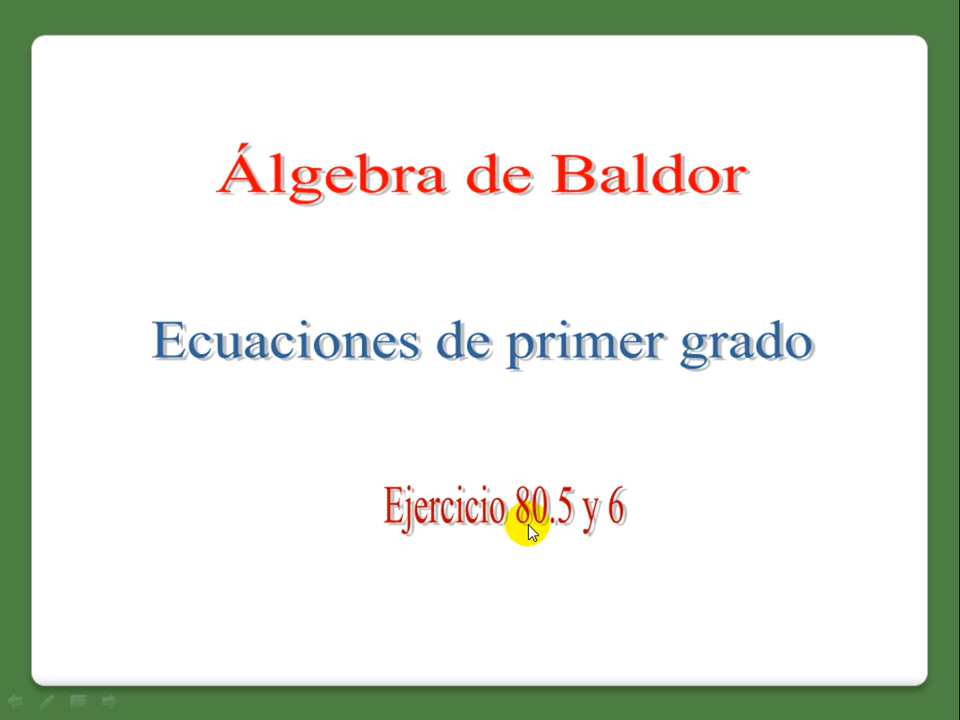 Álgebra de Baldor
Ecuaciones de primer grado
Ejercicio 80.5 y 6